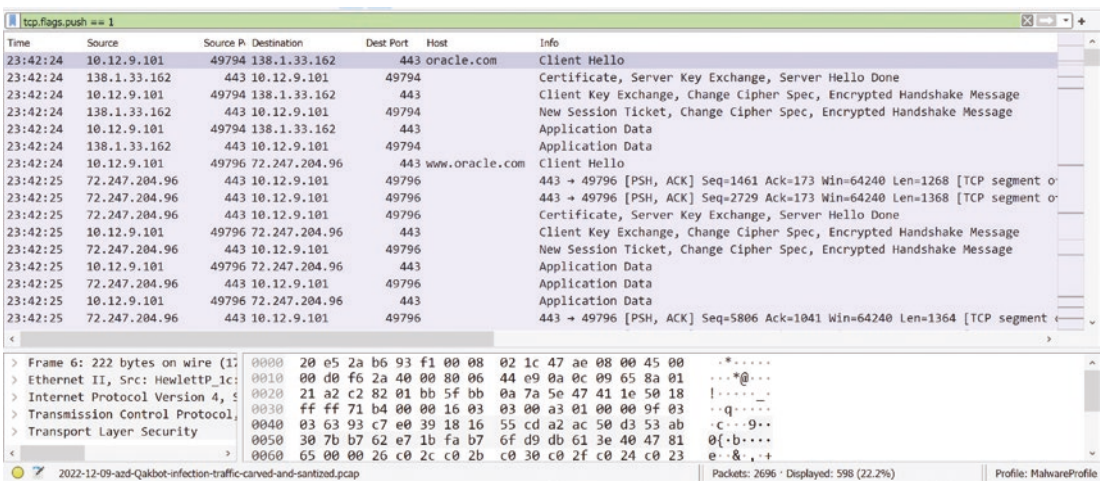 tcp.flags.push == 1
Time Source Source P Destination Dest Port Host Info
23:42:24 10.12.9.101 49794 138.1.33.162 443 oracle.com Client Hello
23:42:24 138.1.33.162 443 10.12.9.101 49794 Certificate, Server Key Exchange, Server Hello Done
23:42:24 10.12.9.101 49794 138.1.33.162 443 Client Key Exchange, Change Cipher Spec, Encrypted Handshake Message
23:42:24 138.1.33.162 443 10.12.9.101 49794 New Session Ticket, Change Cipher Spec, Encrypted Handshake Message
23:42:24 10.12.9.101 49794 138.1.33.162 443 Application Data
23:42:24 138.1.33.162 443 10.12.9.101 49794 Application Data
23:42:24 10.12.9.101 49796 72.247.204.96 443 www.oracle.com Client Hello
23:42:25 72.247.204.96 443 10.12.9.101 49796 443 → 49796 [PSH, ACK] Seq=1461 Ack=173 Win=64240 Len=1268 [TCP segment o
23:42:25 72.247.204.96 443 10.12.9.101 49796 443 → 49796 [PSH, ACK] Seq=2729 Ack=173 Win=64240 Len=1368 [TCP segment o
23:42:25 72.247.204.96 443 10.12.9.101 49796 Certificate, Server Key Exchange, Server Hello Done
23:42:25 10.12.9.101 49796 72.247.204.96 443 Client Key Exchange, Change Cipher Spec, Encrypted Handshake Message
23:42:25 72.247.204.96 443 10.12.9.101 49796 New Session Ticket, Change Cipher Spec, Encrypted Handshake Message
23:42:25 10.12.9.101 49796 72.247.204.96 443 Application Data
23:42:25 72.247.204.96 443 10.12.9.101 49796 Application Data
23:42:25 10.12.9.101 49796 72.247.204.96 443 Application Data
23:42:25 72.247.204.96 443 10.12.9.101 49796 443 → 49796 [PSH, ACK] Seq=5806 Ack=1041 Win=64240 Len=1364 [TCP segment
> Frame 6: 222 bytes on wire (17
> Ethernet II, Src: HewlettP_1c:
> Internet Protocol Version 4, S
> Transmission Control Protocol,
> Transport Layer Security
0000 20 e5 2a b6 93 f1 00 08 02 1c 47 ae 08 00 45 00 ·*·····
0010 00 d0 f6 2a 40 00 80 06 44 e9 0a 0c 09 65 8a 01 ···*@···
0020 21 a2 c2 82 01 bb 5f bb 0a 7a 5e 47 41 1e 50 18 !·····_·
0030 ff ff 71 b4 00 00 16 03 03 00 a3 01 00 00 9f 03 ··q·····
0040 03 63 93 c7 e0 39 18 16 55 cd a2 ac 50 d3 53 ab ·c···9··
0050 30 7b b7 62 e7 1b fa b7 6f d9 db 61 3e 40 47 81 0{·b····
0060 65 00 00 26 c0 2c c0 2b c0 30 c0 2f c0 24 c0 23 e··&·,·+
2022-12-09-azd-Qakbot-infection-traffic-carved-and-santized.pcap
Packets: 2696 · Displayed: 598 (22.2%)
Profile: MalwareProfile